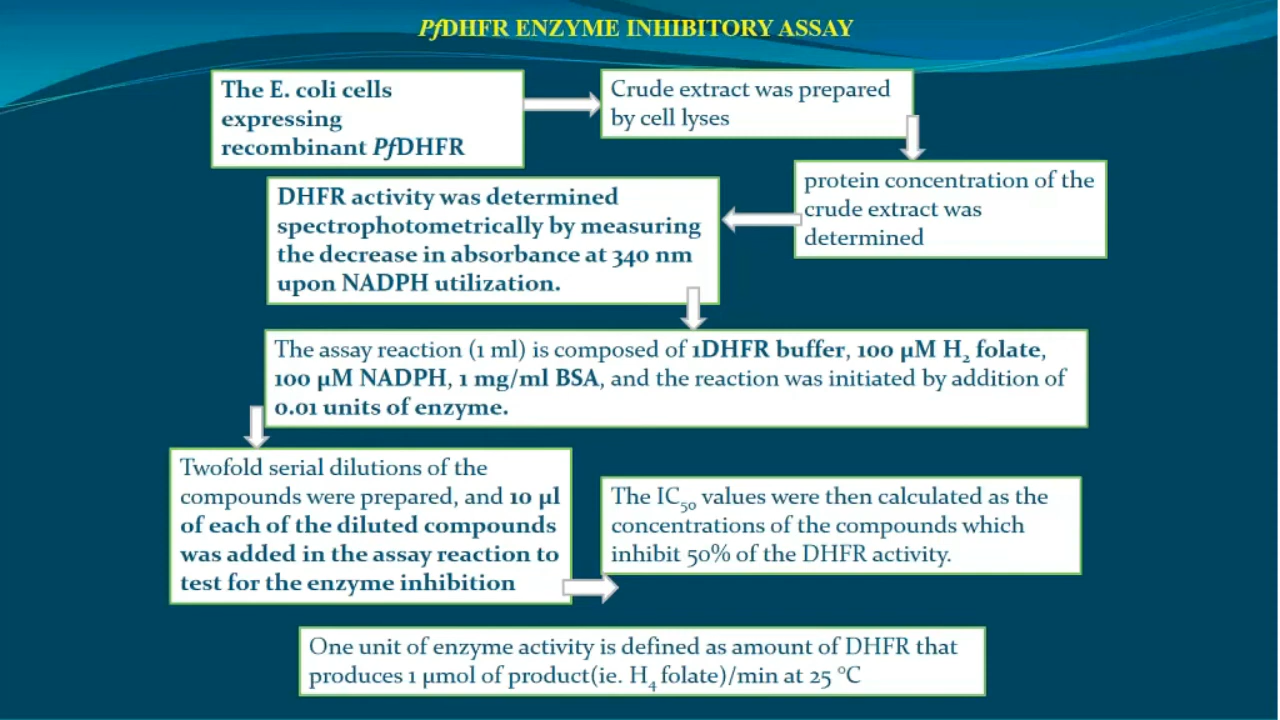 PfDHFR ENZYME INHIBITORY ASSAY
The E. coli cells
expressing
recombinant PfDHFR
Crude extract was prepared
by cell lyses
protein concentration of the
crude extract was
determined
DHFR activity was determined
spectrophotometrically by measuring
the decrease in absorbance at 340 nm
upon NADPH utilization.
The assay reaction (1 ml) is composed of 1DHFR buffer, 100 μM H₂ folate,
100 μM NADPH, 1 mg/ml BSA, and the reaction was initiated by addition of
0.01 units of enzyme.
Twofold serial dilutions of the
compounds were prepared, and 10 μl
of each of the diluted compounds
was added in the assay reaction to
test for the enzyme inhibition
The IC₅₀ values were then calculated as the
concentrations of the compounds which
inhibit 50% of the DHFR activity.
One unit of enzyme activity is defined as amount of DHFR that
produces 1 μmol of product(ie. H₄ folate)/min at 25 °C